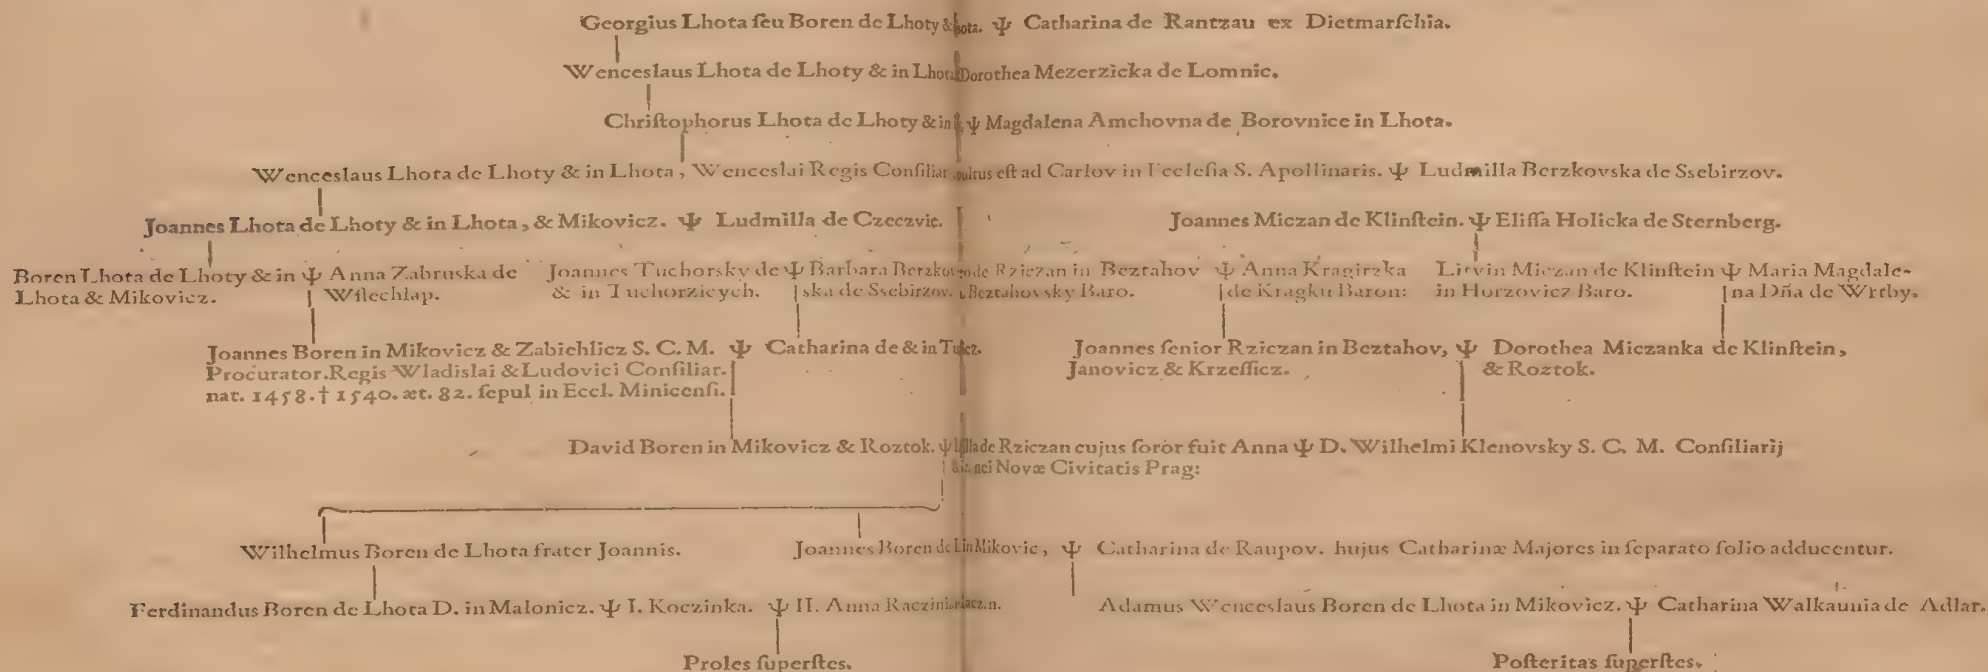 Georgius Lhota ſeu Boren de Lhoty & Ψ Catharina de Rantzau ex Dietmarſchia.
Wenceslaus Lhota de Lhoty & in Lhota Dorothea Mezerzicka de Lomnic.
Chriſtophorus Lhota de Lhoty & in Ψ Magdalena Amchovna de Borovnice in Lhota.
Wenceslaus Lhota de Lhoty & in Lhota, Wenceslai Regis Conſiliar eſt ad Carlov in Eccleſia S. Apollinaris. Ψ Ludmilla Berzkovska de Ssebirzov.
Joannes Lhota de Lhoty & in Lhota, & Mikovicz. Ψ Ludmilla de Czeczvic. Joannes Miczan de Klinſtein. Ψ Eliſſa Holicka de Sternberg.
Boren Lhota de Lhoty & in Ψ Anna Zabruska de Joannes Tuchorsky de Ψ Barbara de Rziczan in Beztahov Ψ Anna Kragirzka Litvin Miczan de Klinſtein Ψ Maria Magdale-
Lhota & Mikovicz. Wſlechlap. & in Tuchorzicych. ska de Ssebirzov. Beztahovsky Baro. de Kragku Baron: in Horzovicz Baro. na Dña de Wrtby.
Joannes Boren in Mikovicz & Zabiehlicz S. C. M. Ψ Catharina de & in Joannes ſenior Rziczan in Beztahov, Ψ Dorothea Miczanka de Klinſtein,
Procurator. Regis Wladislai & Ludovici Conſiliar. Janovicz & Krzeſſicz. & Roztok.
nat. 1458. † 1540. æt. 82. ſepul in Eccl. Minicenſi.
David Boren in Mikovicz & Roztok. Ψ de Rziczan cujus ſoror fuit Anna Ψ D. Wilhelmi Klenovsky S. C. M. Conſiliarij
Novæ Civitatis Prag:
Wilhelmus Boren de Lhota frater Joannis. Joannes Boren de Mikovic, Ψ Catharina de Raupov. hujus Catharinæ Majores in ſeparato folio adducentur.
Ferdinandus Boren de Lhota D. in Malonicz. Ψ I. Koczinka. Ψ II. Anna Adamus Wenceslaus Boren de Lhota in Mikovicz. Ψ Catharina Walkaunia de Adlar.
Proles ſuperſtes. Poſteritas ſuperſtes.